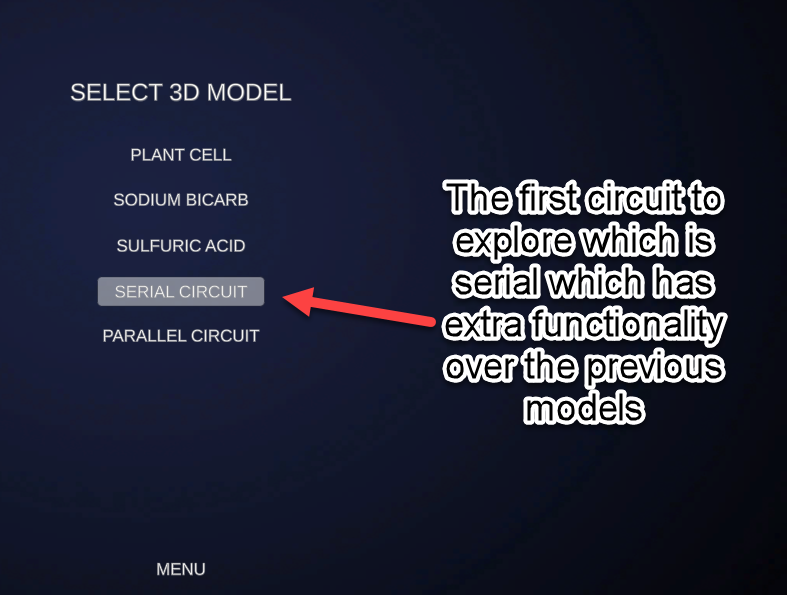 SELECT 3D MODEL
PLANT CELL
SODIUM BICARB
SULFURIC ACID
SERIAL CIRCUIT
PARALLEL CIRCUIT
MENU
The first circuit to
explore which is
serial which has
extra functionality
over the previous
models